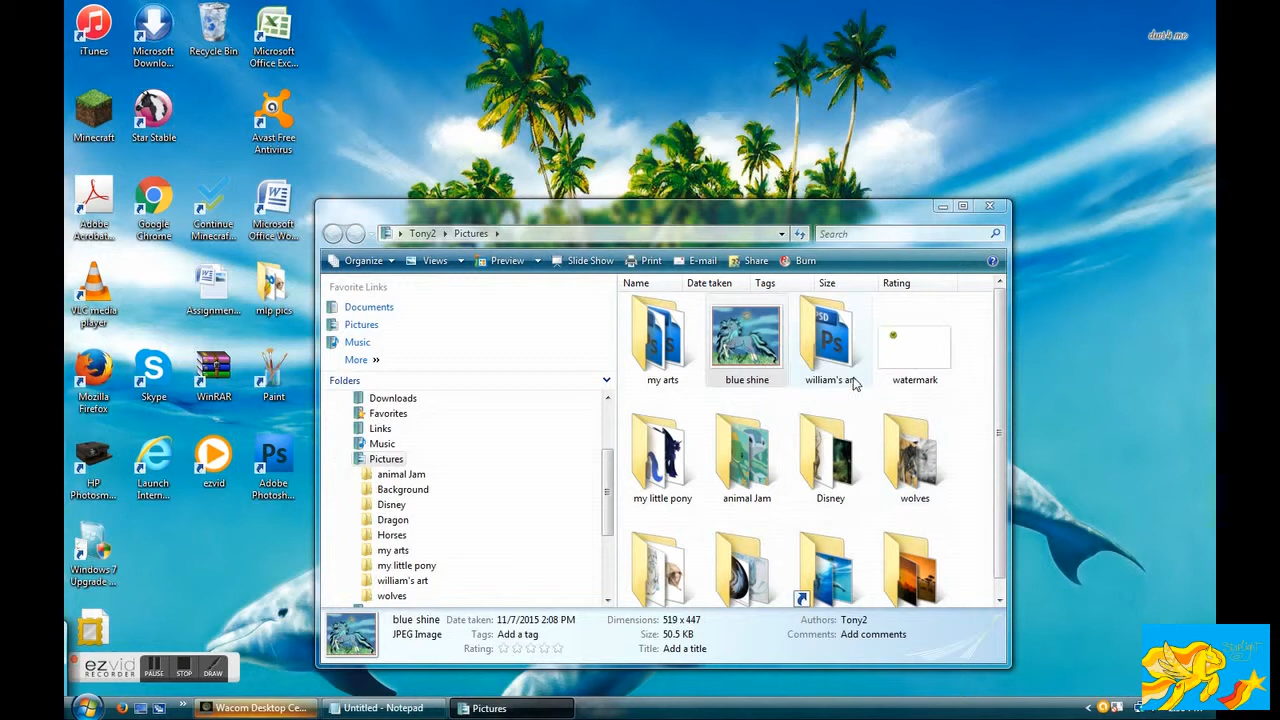 iTunes
Microsoft
Downlo...
Recycle Bin
Microsoft
Office Exc...
Minecraft
Star Stable
Avast Free
Antivirus
Adobe
Acrobat...
Google
Chrome
Continue
Minecraf...
Microsoft
Office Wo...
VLC media
player
Assignmen...
mlp pics
Mozilla
Firefox
Skype
WinRAR
Paint
HP
Photosm...
Launch
Intern...
ezvid
Adobe
Photosh...
Windows 7
Upgrade ...
Tony2
Pictures
Search
Organize
Views
Preview
Slide Show
Print
E-mail
Share
Burn
Favorite Links
Documents
Pictures
Music
More »
Folders
Downloads
Favorites
Links
Music
Pictures
animal Jam
Background
Disney
Dragon
Horses
my arts
my little pony
william's art
wolves
Name
Date taken
Tags
Size
Rating
PSD
Ps
my arts
blue shine
watermark
my little pony
animal Jam
Disney
wolves
blue shine
Date taken: 11/7/2015 2:08 PM
Dimensions: 519 x 447
Authors: Tony2
JPEG Image
Tags: Add a tag
Size: 50.5 KB
Comments: Add comments
Rating:
Title: Add a title
ezvid
RECORDER
PAUSE
STOP
DRAW
Wacom Desktop Ce...
Untitled - Notepad
Pictures